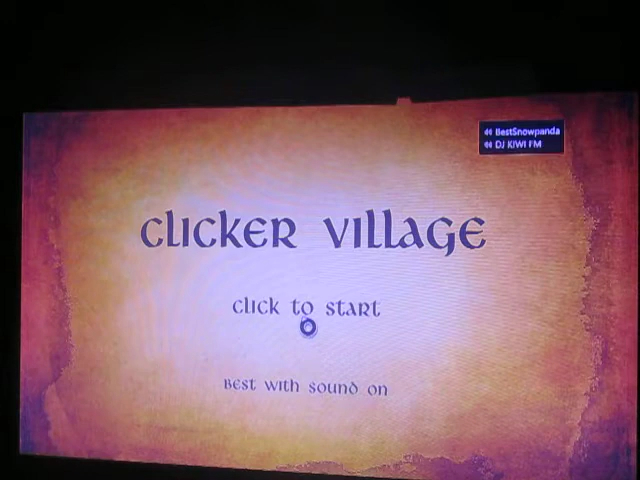 BestSnowpanda
DJ KIWI FM
CLICKER VILLAGE
CLICK TO START
BEST WITH SOUND ON